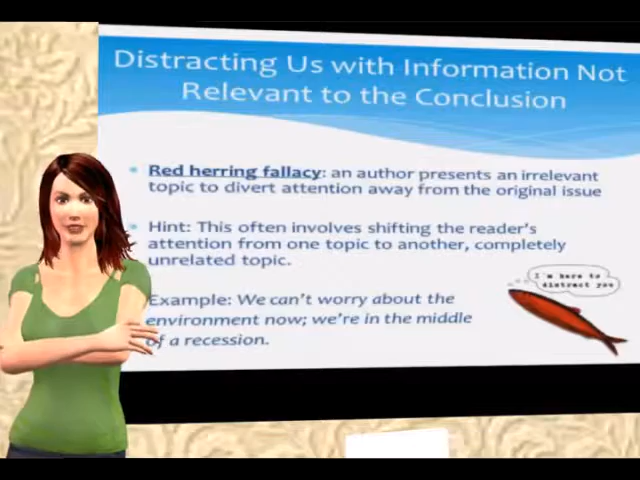 Distracting Us with Information Not
Relevant to the Conclusion
• Red herring fallacy: an author presents an irrelevant
topic to divert attention away from the original issue
• Hint: This often involves shifting the reader's
attention from one topic to another, completely
unrelated topic.
I'm here to
distract you
Example: We can't worry about the
environment now; we're in the middle
of a recession.